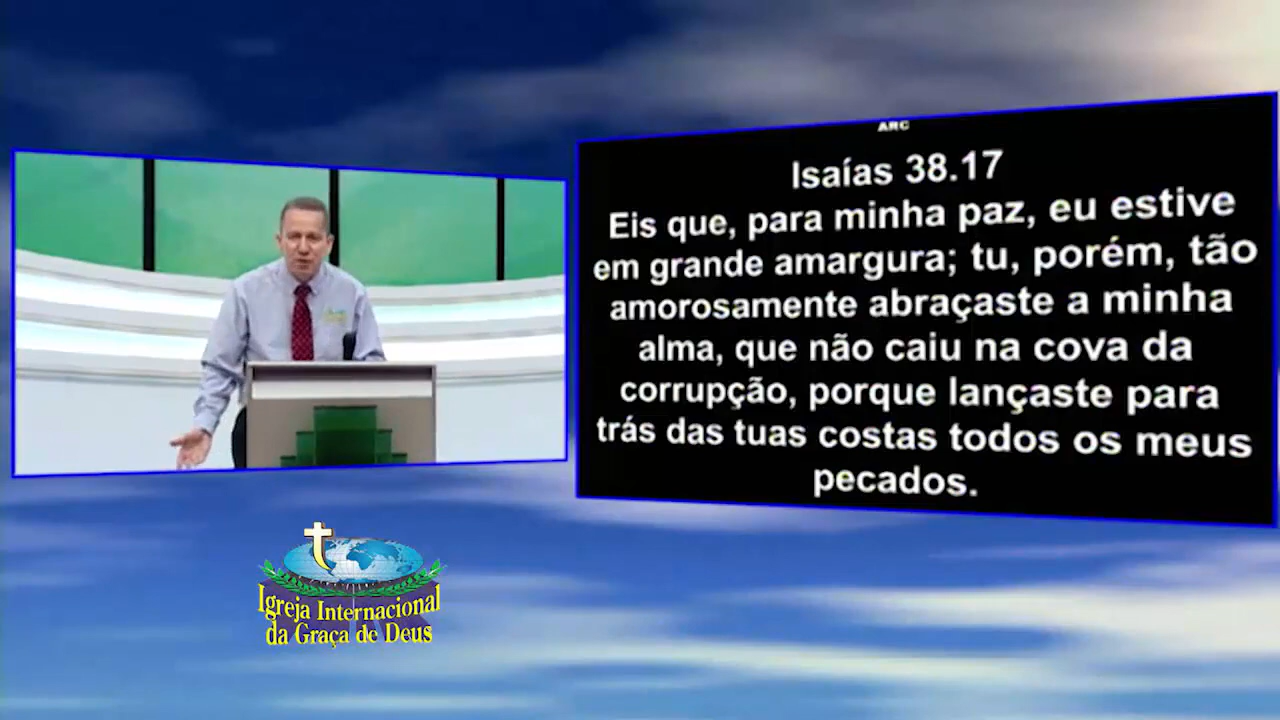 ARC
Isaías 38.17
Eis que, para minha paz, eu estive
em grande amargura; tu, porém, tão
amorosamente abraçaste a minha
alma, que não caiu na cova da
corrupção, porque lançaste para
trás das tuas costas todos os meus
pecados.
Igreja Internacional
da Graça de Deus